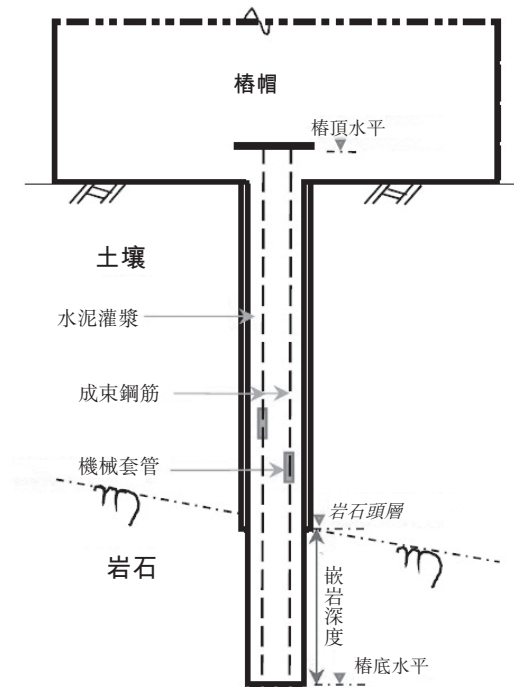 樁帽
樁頂水平
土壤
水泥灌漿
成束鋼筋
機械套管
岩石頭層
岩石
嵌岩深度
樁底水平